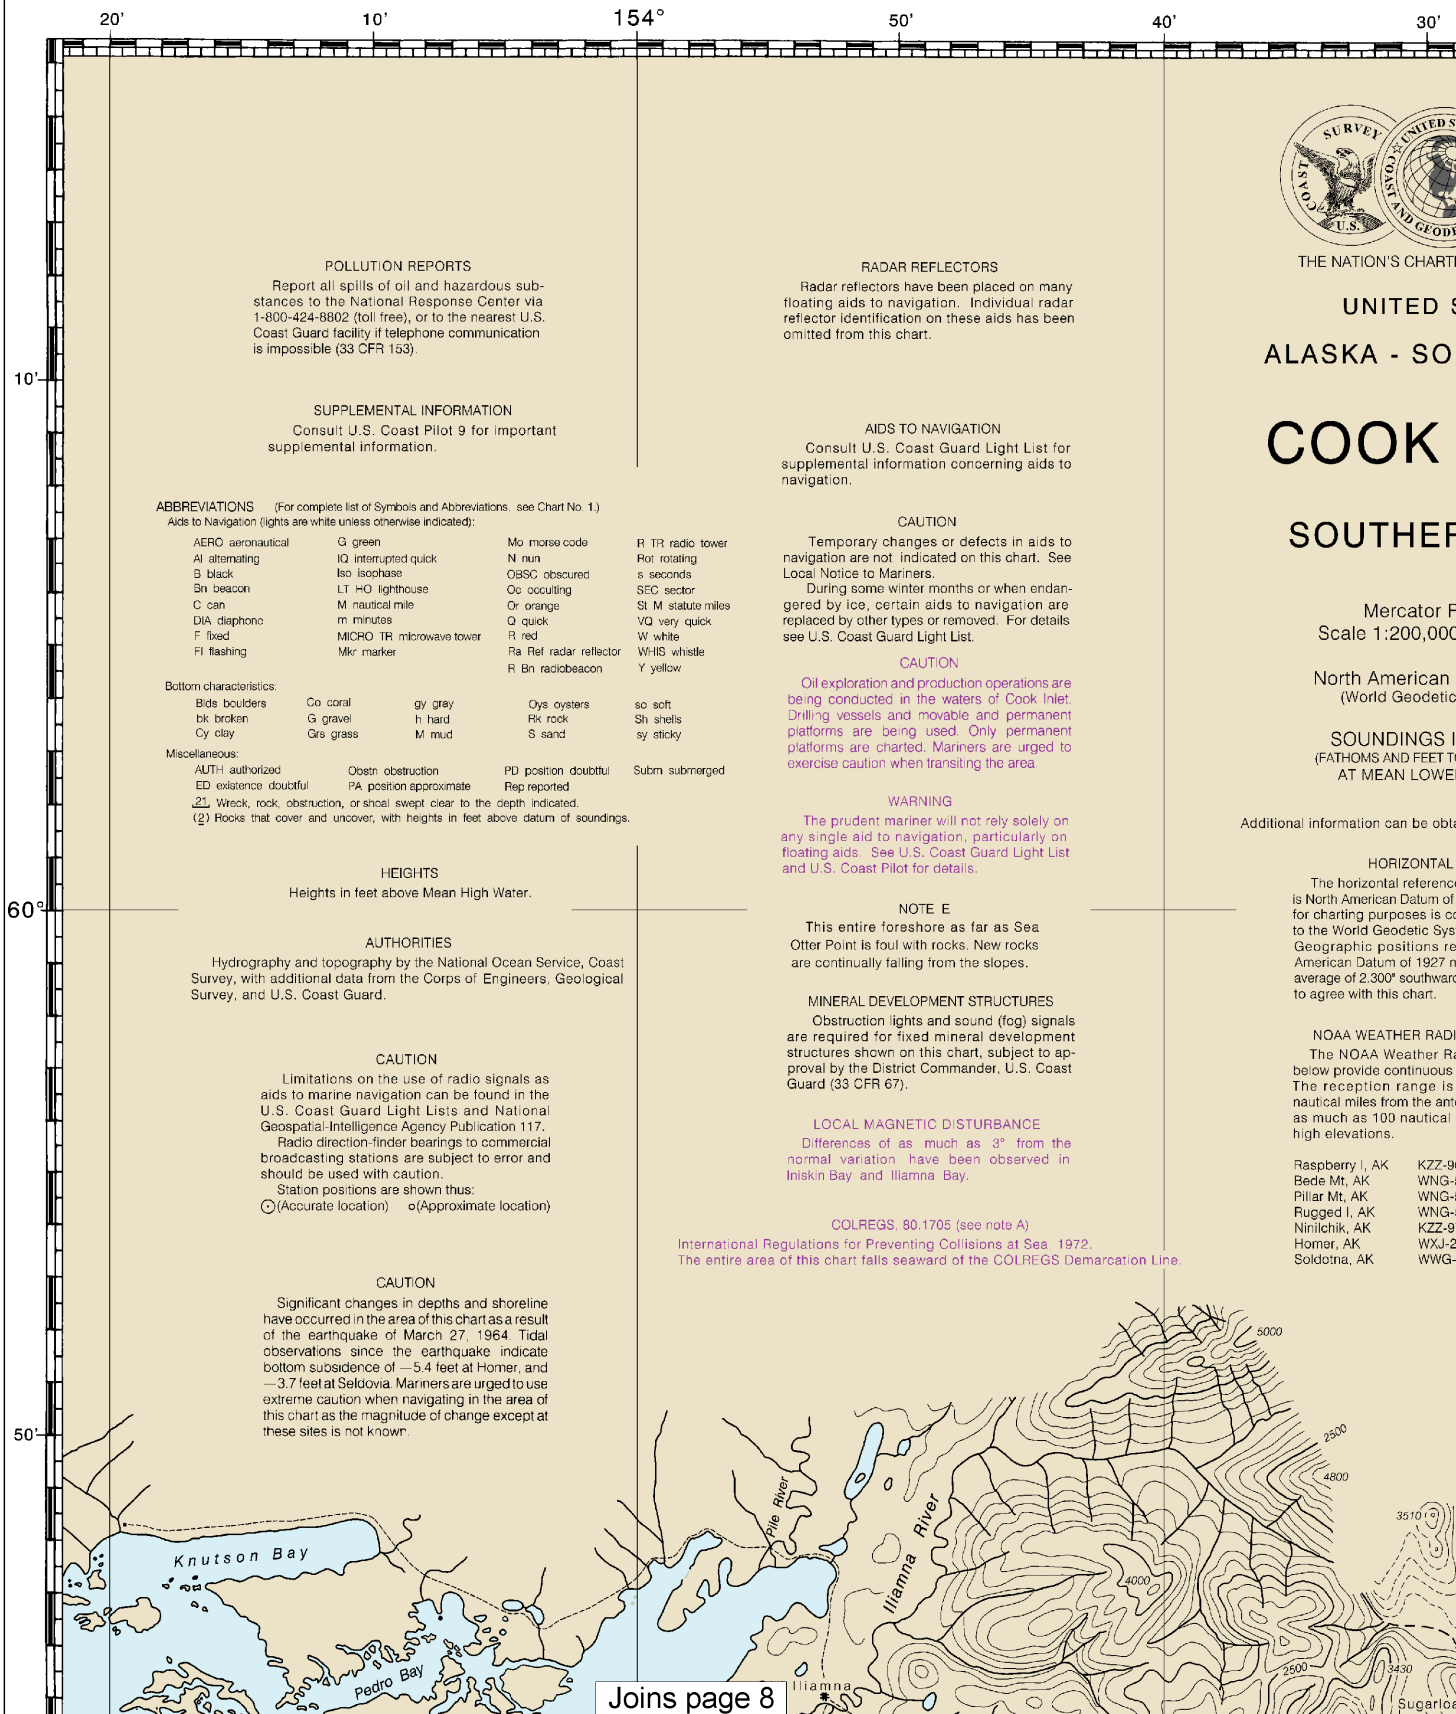 20'
10'
154°
50'
40'
30'
COAST SURVEY
U.S.
UNITED S
COAST AND GEODE
THE NATION'S CHARTE
UNITED S
ALASKA - SO
COOK
SOUTHER
Mercator P
Scale 1:200,000
North American
(World Geodetic
SOUNDINGS I
(FATHOMS AND FEET TO
AT MEAN LOWE
Additional information can be obta
HORIZONTAL
The horizontal reference
is North American Datum of
for charting purposes is co
to the World Geodetic Sys
Geographic positions re
American Datum of 1927 m
average of 2.300" southward
to agree with this chart.
NOAA WEATHER RADI
The NOAA Weather Ra
below provide continuous
The reception range is
nautical miles from the ante
as much as 100 nautical
high elevations.
Raspberry I, AK KZZ-9
Bede Mt, AK WNG-
Pillar Mt, AK WNG-
Rugged I, AK WNG-
Ninilchik, AK KZZ-9
Homer, AK WXJ-2
Soldotna, AK WWG-
POLLUTION REPORTS
Report all spills of oil and hazardous sub-
stances to the National Response Center via
1-800-424-8802 (toll free), or to the nearest U.S.
Coast Guard facility if telephone communication
is impossible (33 CFR 153).
10'
SUPPLEMENTAL INFORMATION
Consult U.S. Coast Pilot 9 for important
supplemental information.
ABBREVIATIONS (For complete list of Symbols and Abbreviations, see Chart No. 1.)
Aids to Navigation (lights are white unless otherwise indicated):
AERO aeronautical G green Mo morse code R TR radio tower
Al alternating IQ interrupted quick N nun Rot rotating
B black Iso isophase OBSC obscured s seconds
Bn beacon LT HO lighthouse Oc occulting SEC sector
C can M nautical mile Or orange St M statute miles
DIA diaphone m minutes Q quick VQ very quick
F fixed MICRO TR microwave tower R red W white
Fl flashing Mkr marker Ra Ref radar reflector WHIS whistle
R Bn radiobeacon Y yellow
Bottom characteristics:
Blds boulders Co coral gy gray Oys oysters so soft
bk broken G gravel h hard Rk rock Sh shells
Cy clay Grs grass M mud S sand sy sticky
Miscellaneous:
AUTH authorized Obstn obstruction PD position doubtful Subm submerged
ED existence doubtful PA position approximate Rep reported
21, Wreck, rock, obstruction, or shoal swept clear to the depth indicated.
(2) Rocks that cover and uncover, with heights in feet above datum of soundings.
HEIGHTS
Heights in feet above Mean High Water.
60°
AUTHORITIES
Hydrography and topography by the National Ocean Service, Coast
Survey, with additional data from the Corps of Engineers, Geological
Survey, and U.S. Coast Guard.
CAUTION
Limitations on the use of radio signals as
aids to marine navigation can be found in the
U.S. Coast Guard Light Lists and National
Geospatial-Intelligence Agency Publication 117.
Radio direction-finder bearings to commercial
broadcasting stations are subject to error and
should be used with caution.
Station positions are shown thus:
(Accurate location) (Approximate location)
CAUTION
Significant changes in depths and shoreline
have occurred in the area of this chart as a result
of the earthquake of March 27, 1964. Tidal
observations since the earthquake indicate
bottom subsidence of —5.4 feet at Homer, and
—3.7 feet at Seldovia. Mariners are urged to use
extreme caution when navigating in the area of
this chart as the magnitude of change except at
these sites is not known.
50'
RADAR REFLECTORS
Radar reflectors have been placed on many
floating aids to navigation. Individual radar
reflector identification on these aids has been
omitted from this chart.
AIDS TO NAVIGATION
Consult U.S. Coast Guard Light List for
supplemental information concerning aids to
navigation.
CAUTION
Temporary changes or defects in aids to
navigation are not indicated on this chart. See
Local Notice to Mariners.
During some winter months or when endan-
gered by ice, certain aids to navigation are
replaced by other types or removed. For details
see U.S. Coast Guard Light List.
CAUTION
Oil exploration and production operations are
being conducted in the waters of Cook Inlet.
Drilling vessels and movable and permanent
platforms are being used. Only permanent
platforms are charted. Mariners are urged to
exercise caution when transiting the area.
WARNING
The prudent mariner will not rely solely on
any single aid to navigation, particularly on
floating aids. See U.S. Coast Guard Light List
and U.S. Coast Pilot for details.
NOTE E
This entire foreshore as far as Sea
Otter Point is foul with rocks. New rocks
are continually falling from the slopes.
MINERAL DEVELOPMENT STRUCTURES
Obstruction lights and sound (fog) signals
are required for fixed mineral development
structures shown on this chart, subject to ap-
proval by the District Commander, U.S. Coast
Guard (33 CFR 67).
LOCAL MAGNETIC DISTURBANCE
Differences of as much as 3° from the
normal variation have been observed in
Iniskin Bay and Iliamna Bay.
COLREGS, 80.1705 (see note A)
International Regulations for Preventing Collisions at Sea, 1972.
The entire area of this chart falls seaward of the COLREGS Demarcation Line.
5000
2500
4800
3510
Pile River
Iliamna River
Knutson Bay
4000
Pedro Bay
2500
3430
Iliamna
Sugarloa
Joins page 8